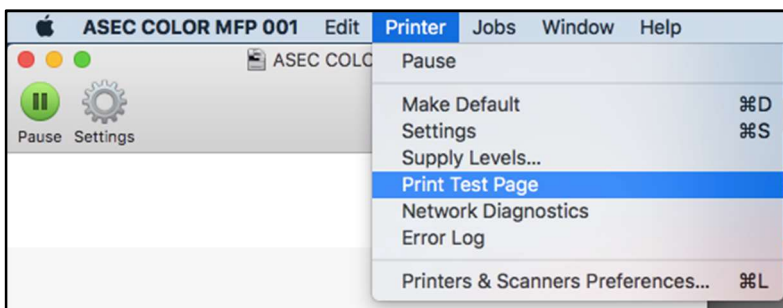 ASEC COLOR MFP 001 Edit Printer Jobs Window Help
ASEC COLO
Pause Settings
Pause
Make Default ⌘D
Settings ⌘S
Supply Levels...
Print Test Page
Network Diagnostics
Error Log
Printers & Scanners Preferences... ⌘L